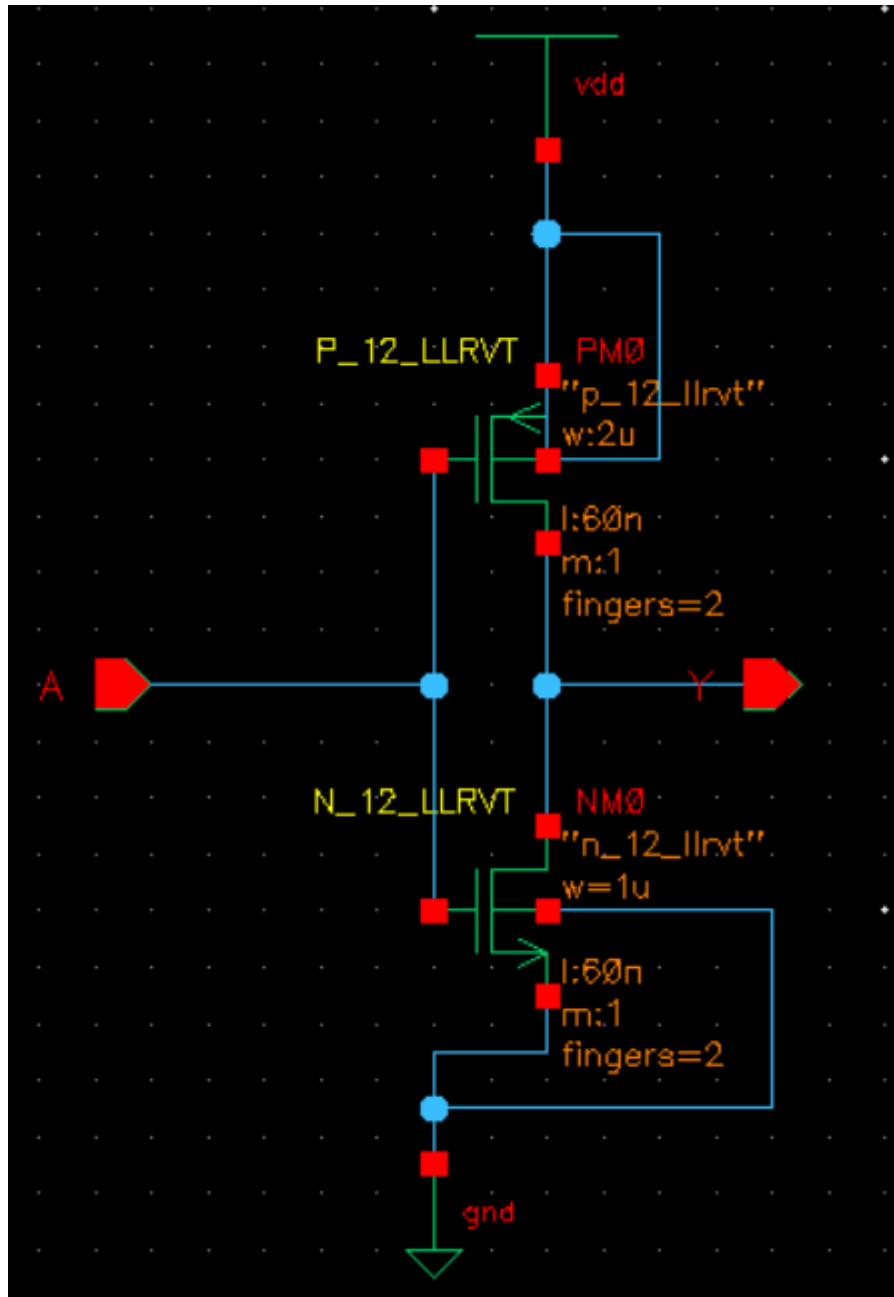 vdd
P_12_LLRVT PM0
"p_12_llrvt"
w:2u
l:60n
m:1
fingers=2
A
Y
N_12_LLRVT NM0
"n_12_llrvt"
w=1u
l:60n
m:1
fingers=2
gnd